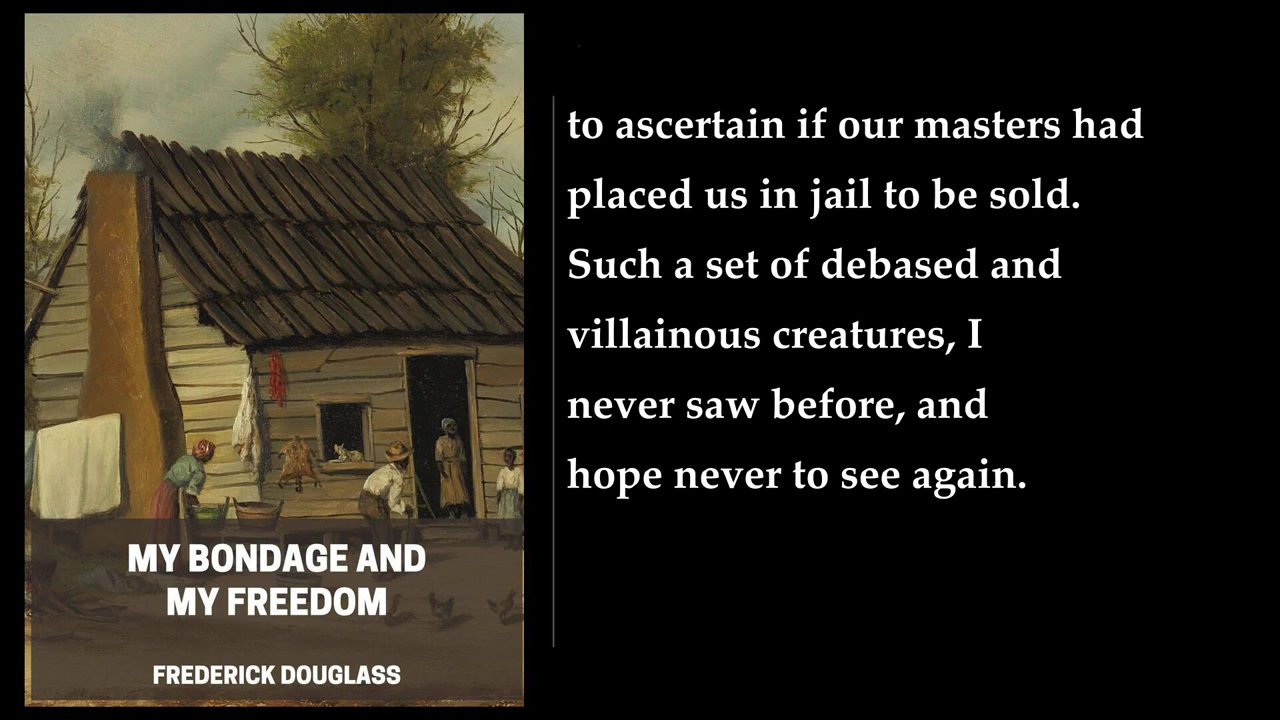 MY BONDAGE AND
MY FREEDOM
FREDERICK DOUGLASS
to ascertain if our masters had
placed us in jail to be sold.
Such a set of debased and
villainous creatures, I
never saw before, and
hope never to see again.